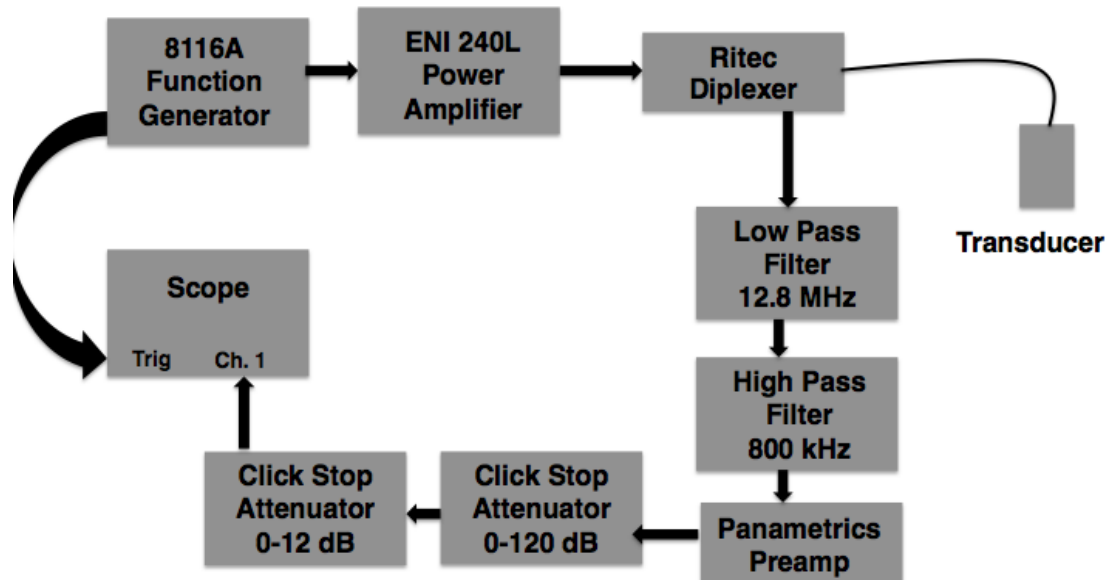 8116A
Function
Generator
ENI 240L
Power
Amplifier
Ritec
Diplexer
Transducer
Low Pass
Filter
12.8 MHz
High Pass
Filter
800 kHz
Panametrics
Preamp
Click Stop
Attenuator
0-120 dB
Click Stop
Attenuator
0-12 dB
Scope
Trig Ch. 1